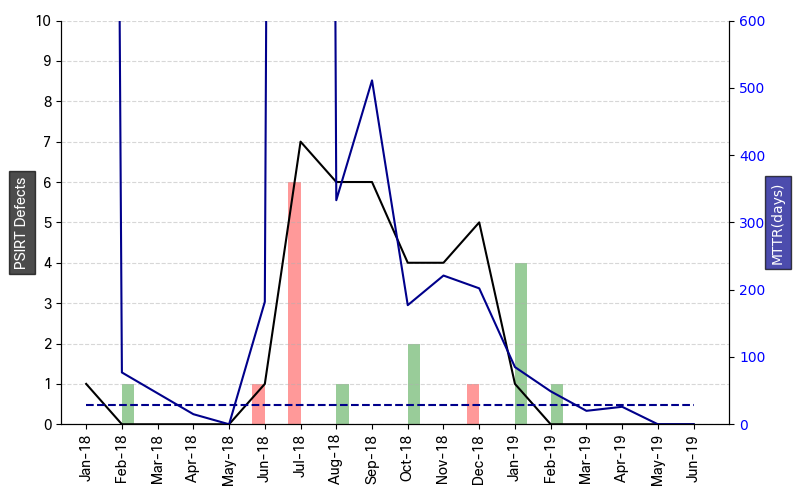 10
9
8
7
6
5
4
3
2
1
0
PSIRT Defects
600
500
400
300
200
100
0
MTTR(days)
Jan-18
Feb-18
Mar-18
Apr-18
May-18
Jun-18
Jul-18
Aug-18
Sep-18
Oct-18
Nov-18
Dec-18
Jan-19
Feb-19
Mar-19
Apr-19
May-19
Jun-19